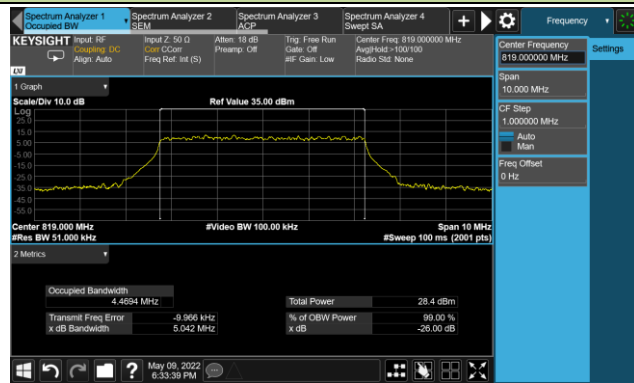 Spectrum Analyzer 1
Occupied BW
Spectrum Analyzer 2
SEM
Spectrum Analyzer 3
ACP
Spectrum Analyzer 4
Swept SA
Frequency
KEYSIGHT
Input: RF
Coupling: DC
Align: Auto
Input Z: 50 Ω
Corr CCorr
Freq Ref: Int (S)
Atten: 18 dB
Preamp: Off
Trig: Free Run
Gate: Off
#IF Gain: Low
Center Freq: 819.000000 MHz
Avg|Hold:>100/100
Radio Std: None
LXI
1 Graph
Scale/Div 10.0 dB
Ref Value 35.00 dBm
Log
25.0
15.0
5.00
-5.00
-15.0
-25.0
-35.0
-45.0
-55.0
Center 819.000 MHz
#Video BW 100.00 kHz
Span 10 MHz
#Res BW 51.000 kHz
#Sweep 100 ms (2001 pts)
2 Metrics
Occupied Bandwidth
4.4694 MHz
Total Power 28.4 dBm
Transmit Freq Error -9.966 kHz
% of OBW Power 99.00 %
x dB Bandwidth 5.042 MHz
x dB -26.00 dB
May 09, 2022
6:33:39 PM
Center Frequency
819.000000 MHz
Settings
Span
10.000 MHz
CF Step
1.000000 MHz
Auto
Man
Freq Offset
0 Hz